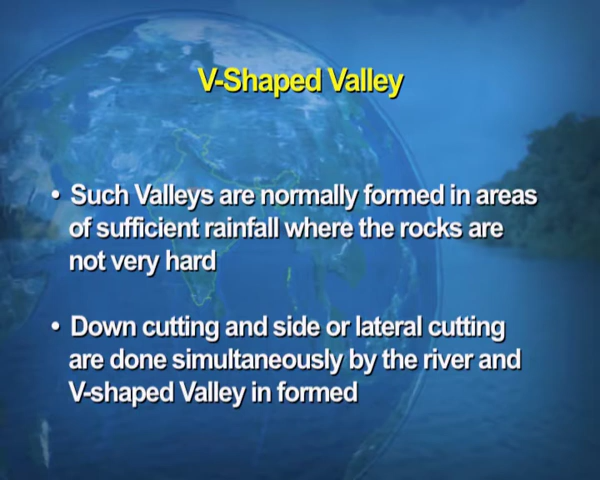 V-Shaped Valley
• Such Valleys are normally formed in areas
of sufficient rainfall where the rocks are
not very hard
• Down cutting and side or lateral cutting
are done simultaneously by the river and
V-shaped Valley in formed